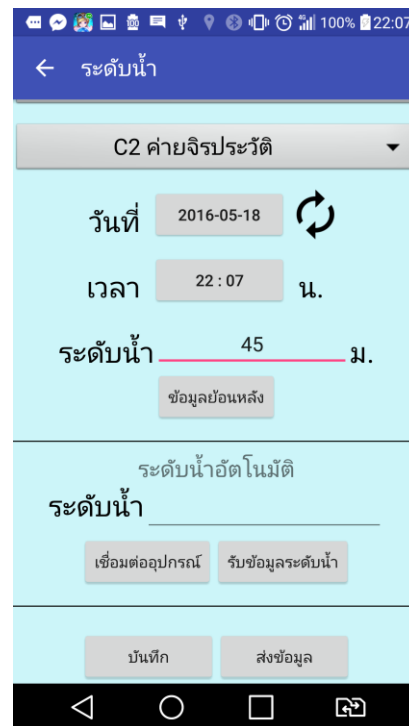 100% 22:07
ระดับน้ำ
C2 ค่ายจิรประวัติ
วันที่ 2016-05-18
เวลา 22 : 07 น.
ระดับน้ำ 45 ม.
ข้อมูลย้อนหลัง
ระดับน้ำอัตโนมัติ
ระดับน้ำ
เชื่อมต่ออุปกรณ์ รับข้อมูลระดับน้ำ
บันทึก ส่งข้อมูล